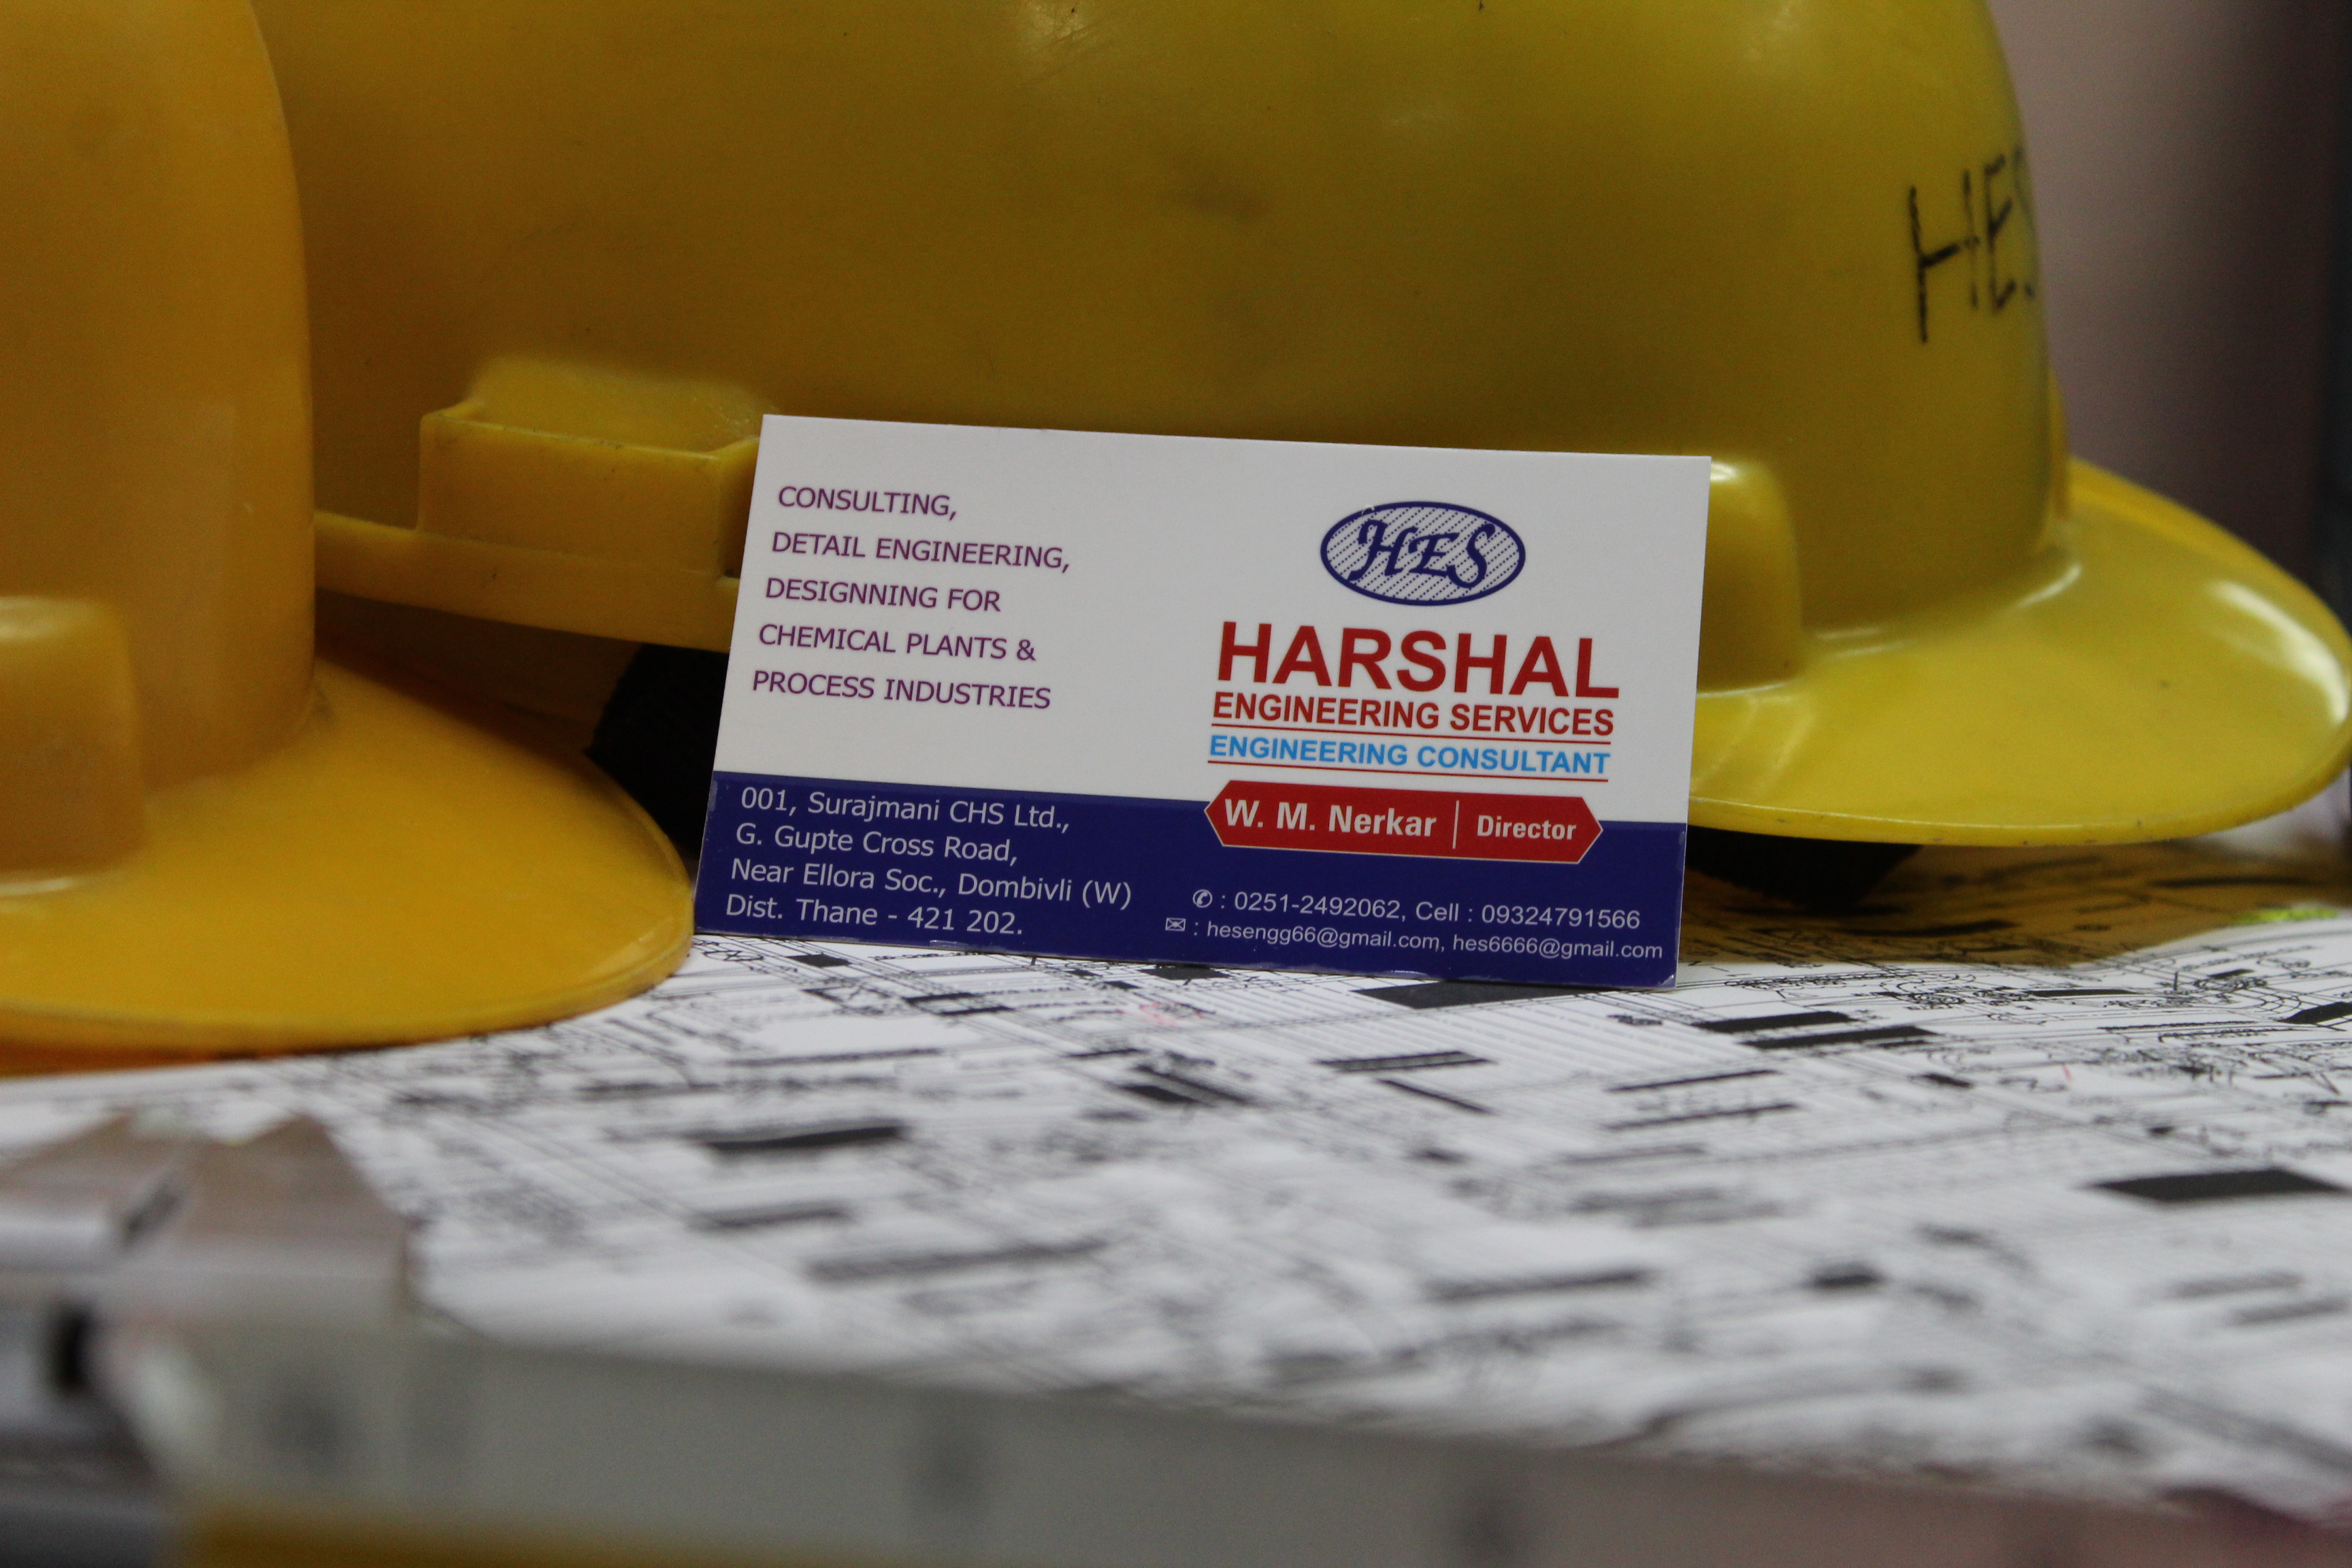 HES
CONSULTING,
DETAIL ENGINEERING,
DESIGNNING FOR
CHEMICAL PLANTS &
PROCESS INDUSTRIES
HES
HARSHAL
ENGINEERING SERVICES
ENGINEERING CONSULTANT
W. M. Nerkar | Director
001, Surajmani CHS Ltd.,
G. Gupte Cross Road,
Near Ellora Soc., Dombivli (W)
Dist. Thane - 421 202.
✆ : 0251-2492062, Cell : 09324791566
✉ : hesengg66@gmail.com, hes6666@gmail.com